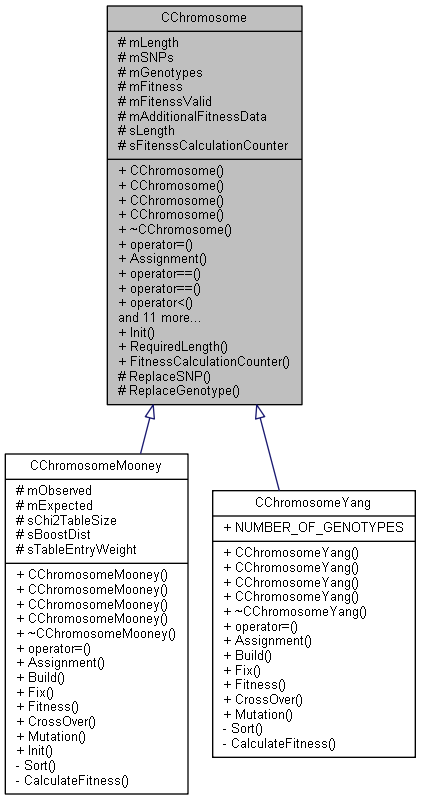 CChromosome
# mLength
# mSNPs
# mGenotypes
# mFitness
# mFitenssValid
# mAdditionalFitnessData
# sLength
# sFitenssCalculationCounter
+ CChromosome()
+ CChromosome()
+ CChromosome()
+ CChromosome()
+ ~CChromosome()
+ operator=()
+ Assignment()
+ operator==()
+ operator==()
+ operator<()
and 11 more...
+ Init()
+ RequiredLength()
+ FitnessCalculationCounter()
# ReplaceSNP()
# ReplaceGenotype()
CChromosomeMooney
# mObserved
# mExpected
# sChi2TableSize
# sBoostDist
# sTableEntryWeight
+ CChromosomeMooney()
+ CChromosomeMooney()
+ CChromosomeMooney()
+ CChromosomeMooney()
+ ~CChromosomeMooney()
+ operator=()
+ Assignment()
+ Build()
+ Fix()
+ Fitness()
+ CrossOver()
+ Mutation()
+ Init()
- Sort()
- CalculateFitness()
CChromosomeYang
+ NUMBER_OF_GENOTYPES
+ CChromosomeYang()
+ CChromosomeYang()
+ CChromosomeYang()
+ CChromosomeYang()
+ ~CChromosomeYang()
+ operator=()
+ Assignment()
+ Build()
+ Fix()
+ Fitness()
+ CrossOver()
+ Mutation()
- Sort()
- CalculateFitness()